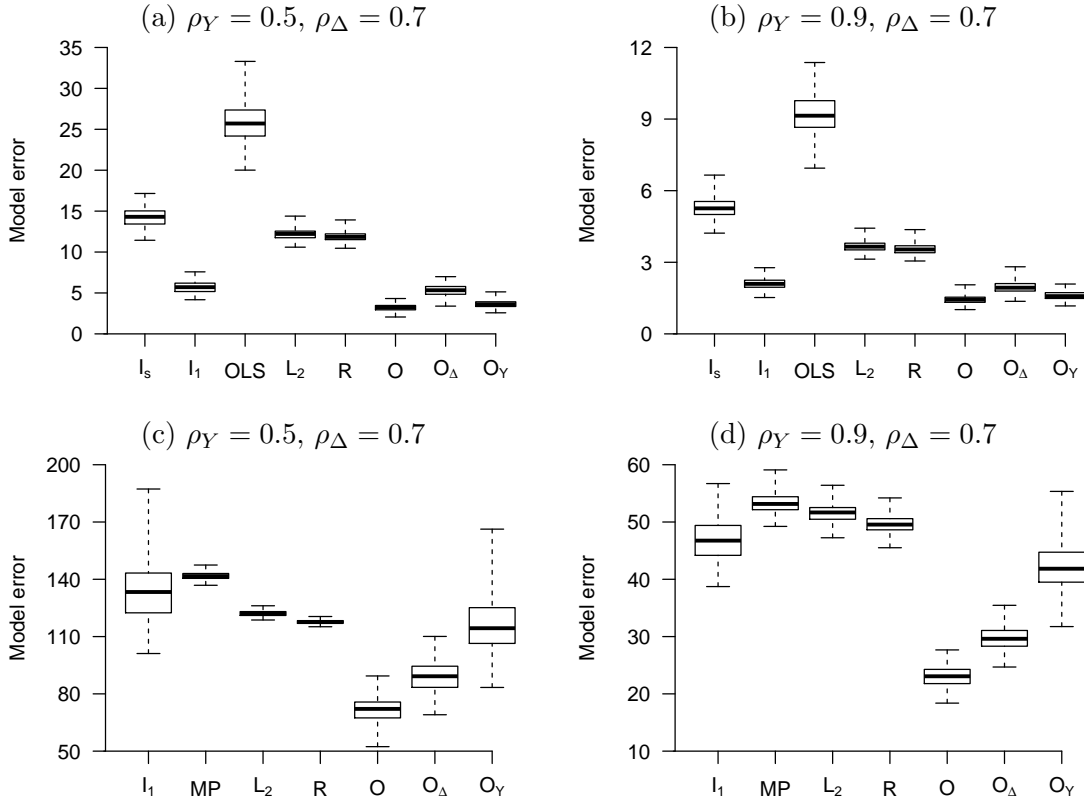 (a) ρ_Y = 0.5, ρ_Δ = 0.7
Model error
35
30
25
20
15
10
5
0
I_s I_1 OLS L_2 R O O_Δ O_Y
(b) ρ_Y = 0.9, ρ_Δ = 0.7
Model error
12
9
6
3
0
I_s I_1 OLS L_2 R O O_Δ O_Y
(c) ρ_Y = 0.5, ρ_Δ = 0.7
Model error
200
170
140
110
80
50
I_1 MP L_2 R O O_Δ O_Y
(d) ρ_Y = 0.9, ρ_Δ = 0.7
Model error
60
50
40
30
20
10
I_1 MP L_2 R O O_Δ O_Y